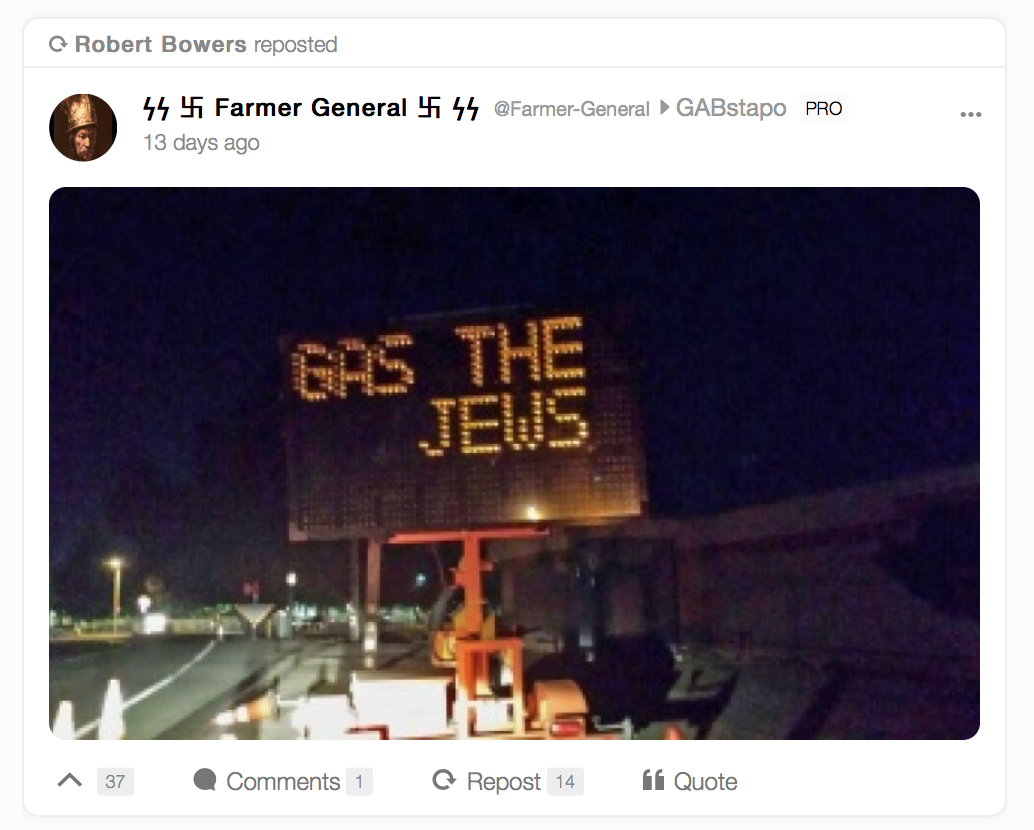 Robert Bowers reposted
ϟϟ 卐 Farmer General 卐 ϟϟ @Farmer-General GABstapo PRO
13 days ago
GAS THE
JEWS
37 Comments 1 Repost 14 Quote